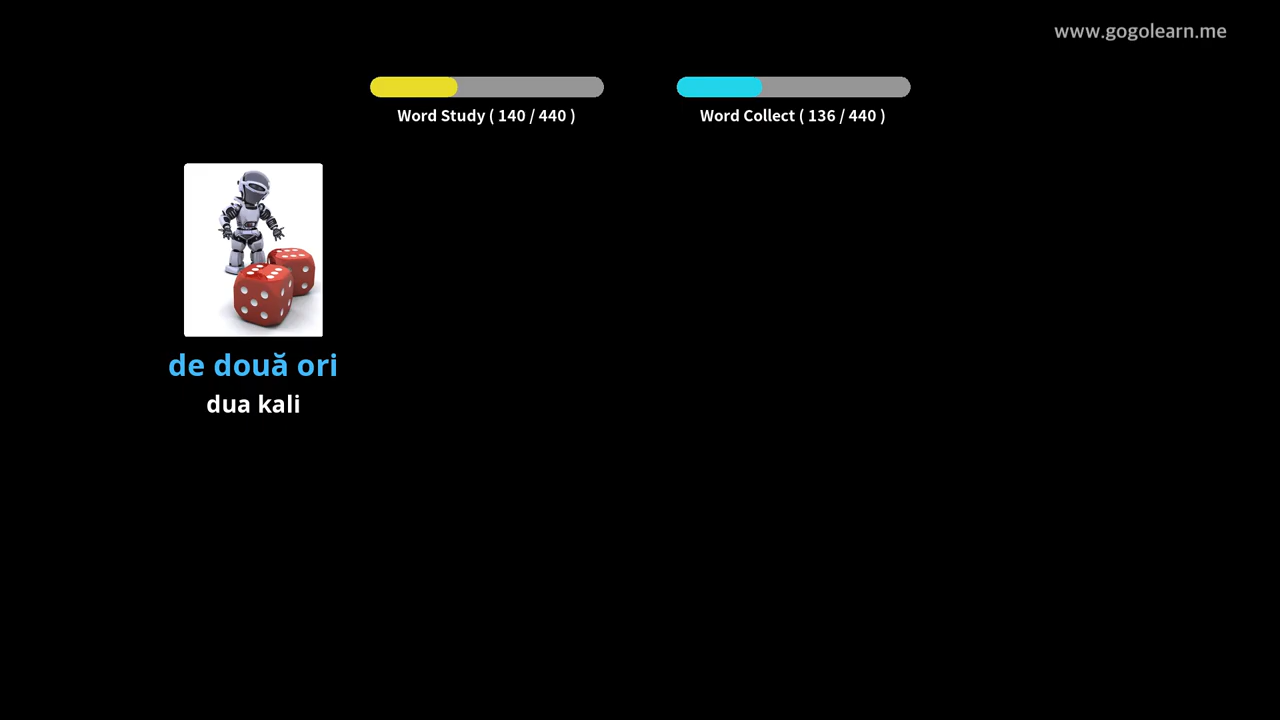 www.gogolearn.me
Word Study ( 140 / 440 )
Word Collect ( 136 / 440 )
de două ori
dua kali